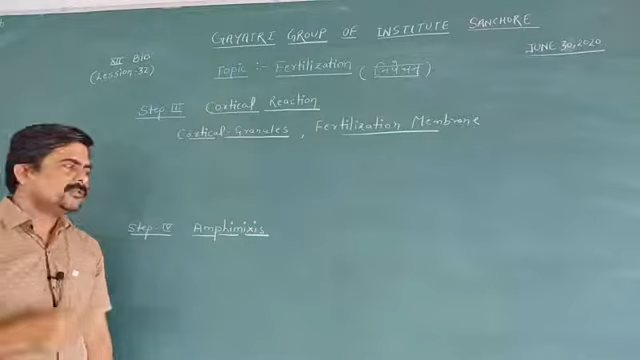 GAYATRI GROUP OF INSTITUTE SANCHORE
JUNE 30, 2020
XII BIO
(Lession-32)
Topic :- Fertilization (निषेचन)
Step III Cortical Reaction
Cortical-Granules, Fertilization Membrane
Step-IV Amphimixis